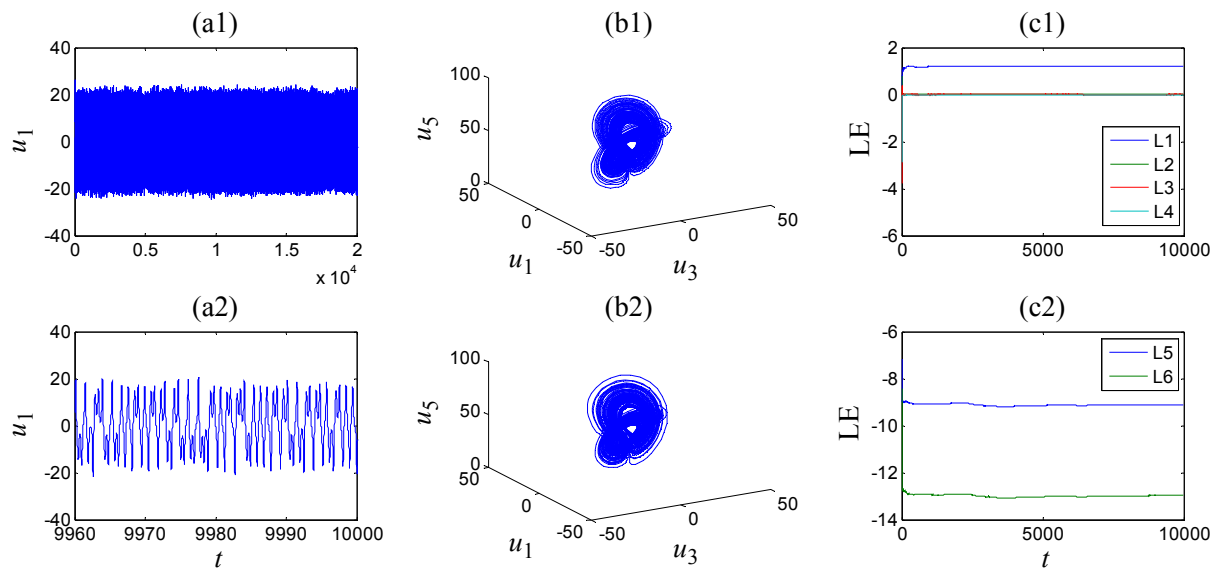 (a1)
40
20
0
-20
-40
u1
0
0.5
1
1.5
2
x 10^4
(b1)
100
50
0
u5
50
0
-50
u1
-50
0
50
u3
(c1)
2
0
-2
-4
-6
LE
L1
L2
L3
L4
0
5000
10000
(a2)
40
20
0
-20
-40
u1
9960
9970
9980
9990
10000
t
(b2)
100
50
0
u5
50
0
-50
u1
-50
0
50
u3
(c2)
-6
-8
-10
-12
-14
LE
L5
L6
0
5000
10000
t